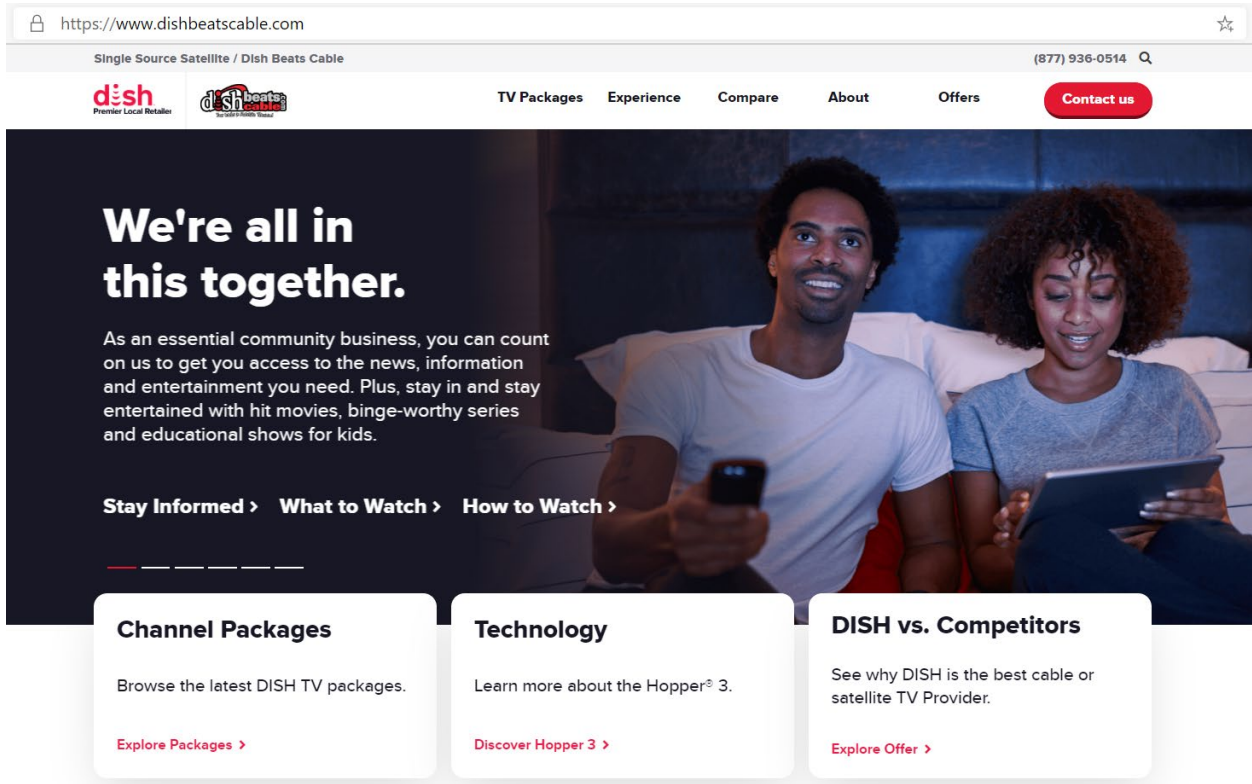 https://www.dishbeatscable.com
Single Source Satellite / Dish Beats Cable
(877) 936-0514
dish
Premier Local Retailer
dish beats
cable
TV Packages
Experience
Compare
About
Offers
Contact us
We're all in
this together.
As an essential community business, you can count
on us to get you access to the news, information
and entertainment you need. Plus, stay in and stay
entertained with hit movies, binge-worthy series
and educational shows for kids.
Stay Informed > What to Watch > How to Watch >
Channel Packages
Browse the latest DISH TV packages.
Explore Packages >
Technology
Learn more about the Hopper® 3.
Discover Hopper 3 >
DISH vs. Competitors
See why DISH is the best cable or
satellite TV Provider.
Explore Offer >